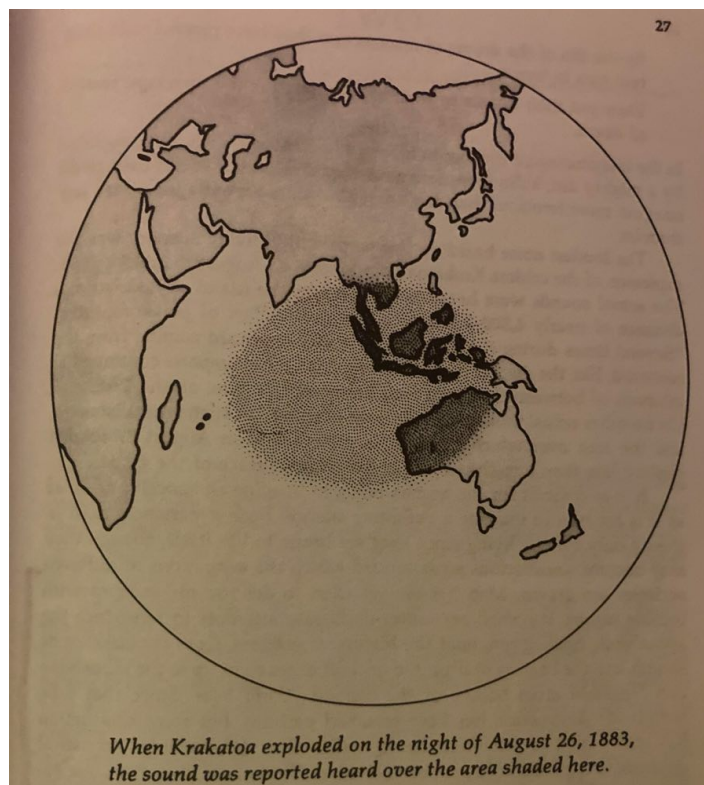 27
When Krakatoa exploded on the night of August 26, 1883,
the sound was reported heard over the area shaded here.